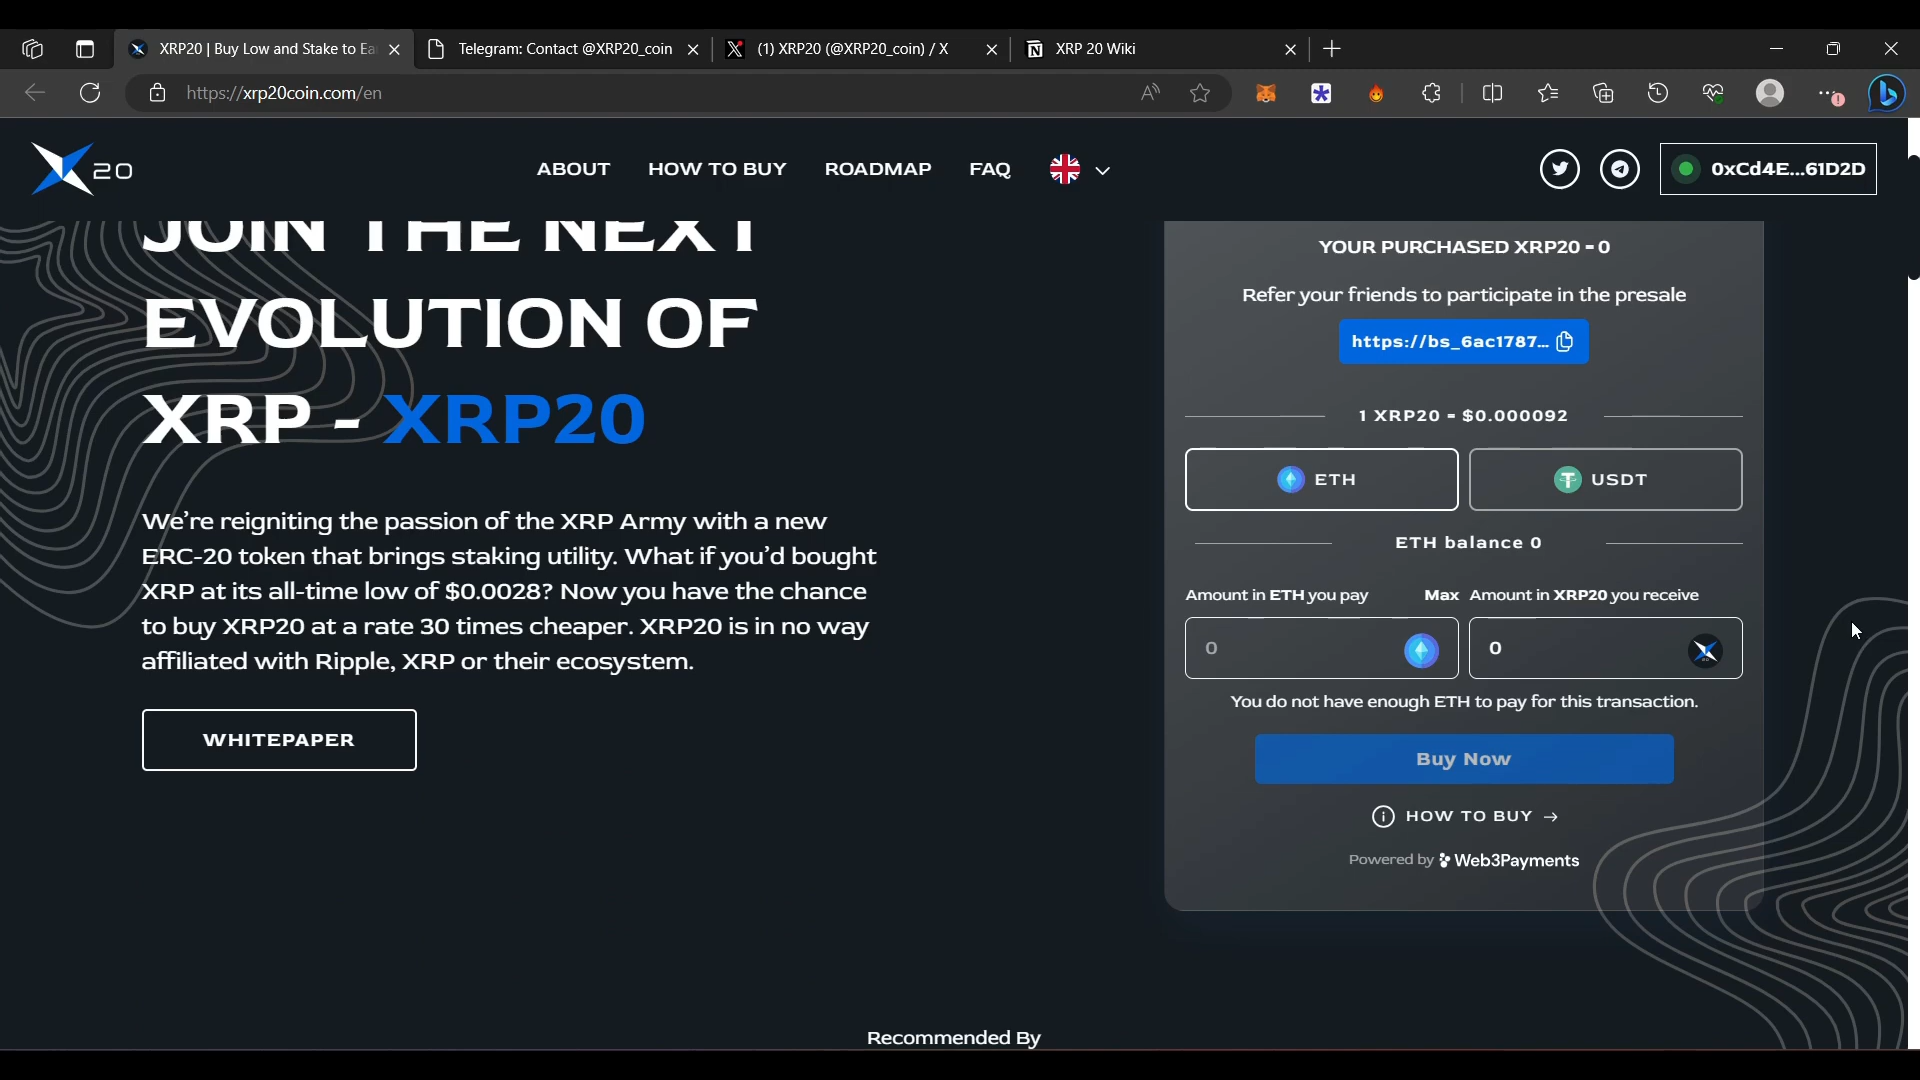 XRP20 | Buy Low and Stake to Ea
Telegram: Contact @XRP20_coin
(1) XRP20 (@XRP20_coin) / X
XRP 20 Wiki
https://xrp20coin.com/en
20
ABOUT
HOW TO BUY
ROADMAP
FAQ
0xCd4E...61D2D
JOIN THE NEXT
EVOLUTION OF
XRP - XRP20
We're reigniting the passion of the XRP Army with a new
ERC-20 token that brings staking utility. What if you'd bought
XRP at its all-time low of $0.0028? Now you have the chance
to buy XRP20 at a rate 30 times cheaper. XRP20 is in no way
affiliated with Ripple, XRP or their ecosystem.
WHITEPAPER
YOUR PURCHASED XRP20 = 0
Refer your friends to participate in the presale
https://bs_6ac1787...
1 XRP20 = $0.000092
ETH
USDT
ETH balance 0
Amount in ETH you pay
Max
Amount in XRP20 you receive
0
0
You do not have enough ETH to pay for this transaction.
Buy Now
HOW TO BUY →
Powered by Web3Payments
Recommended By